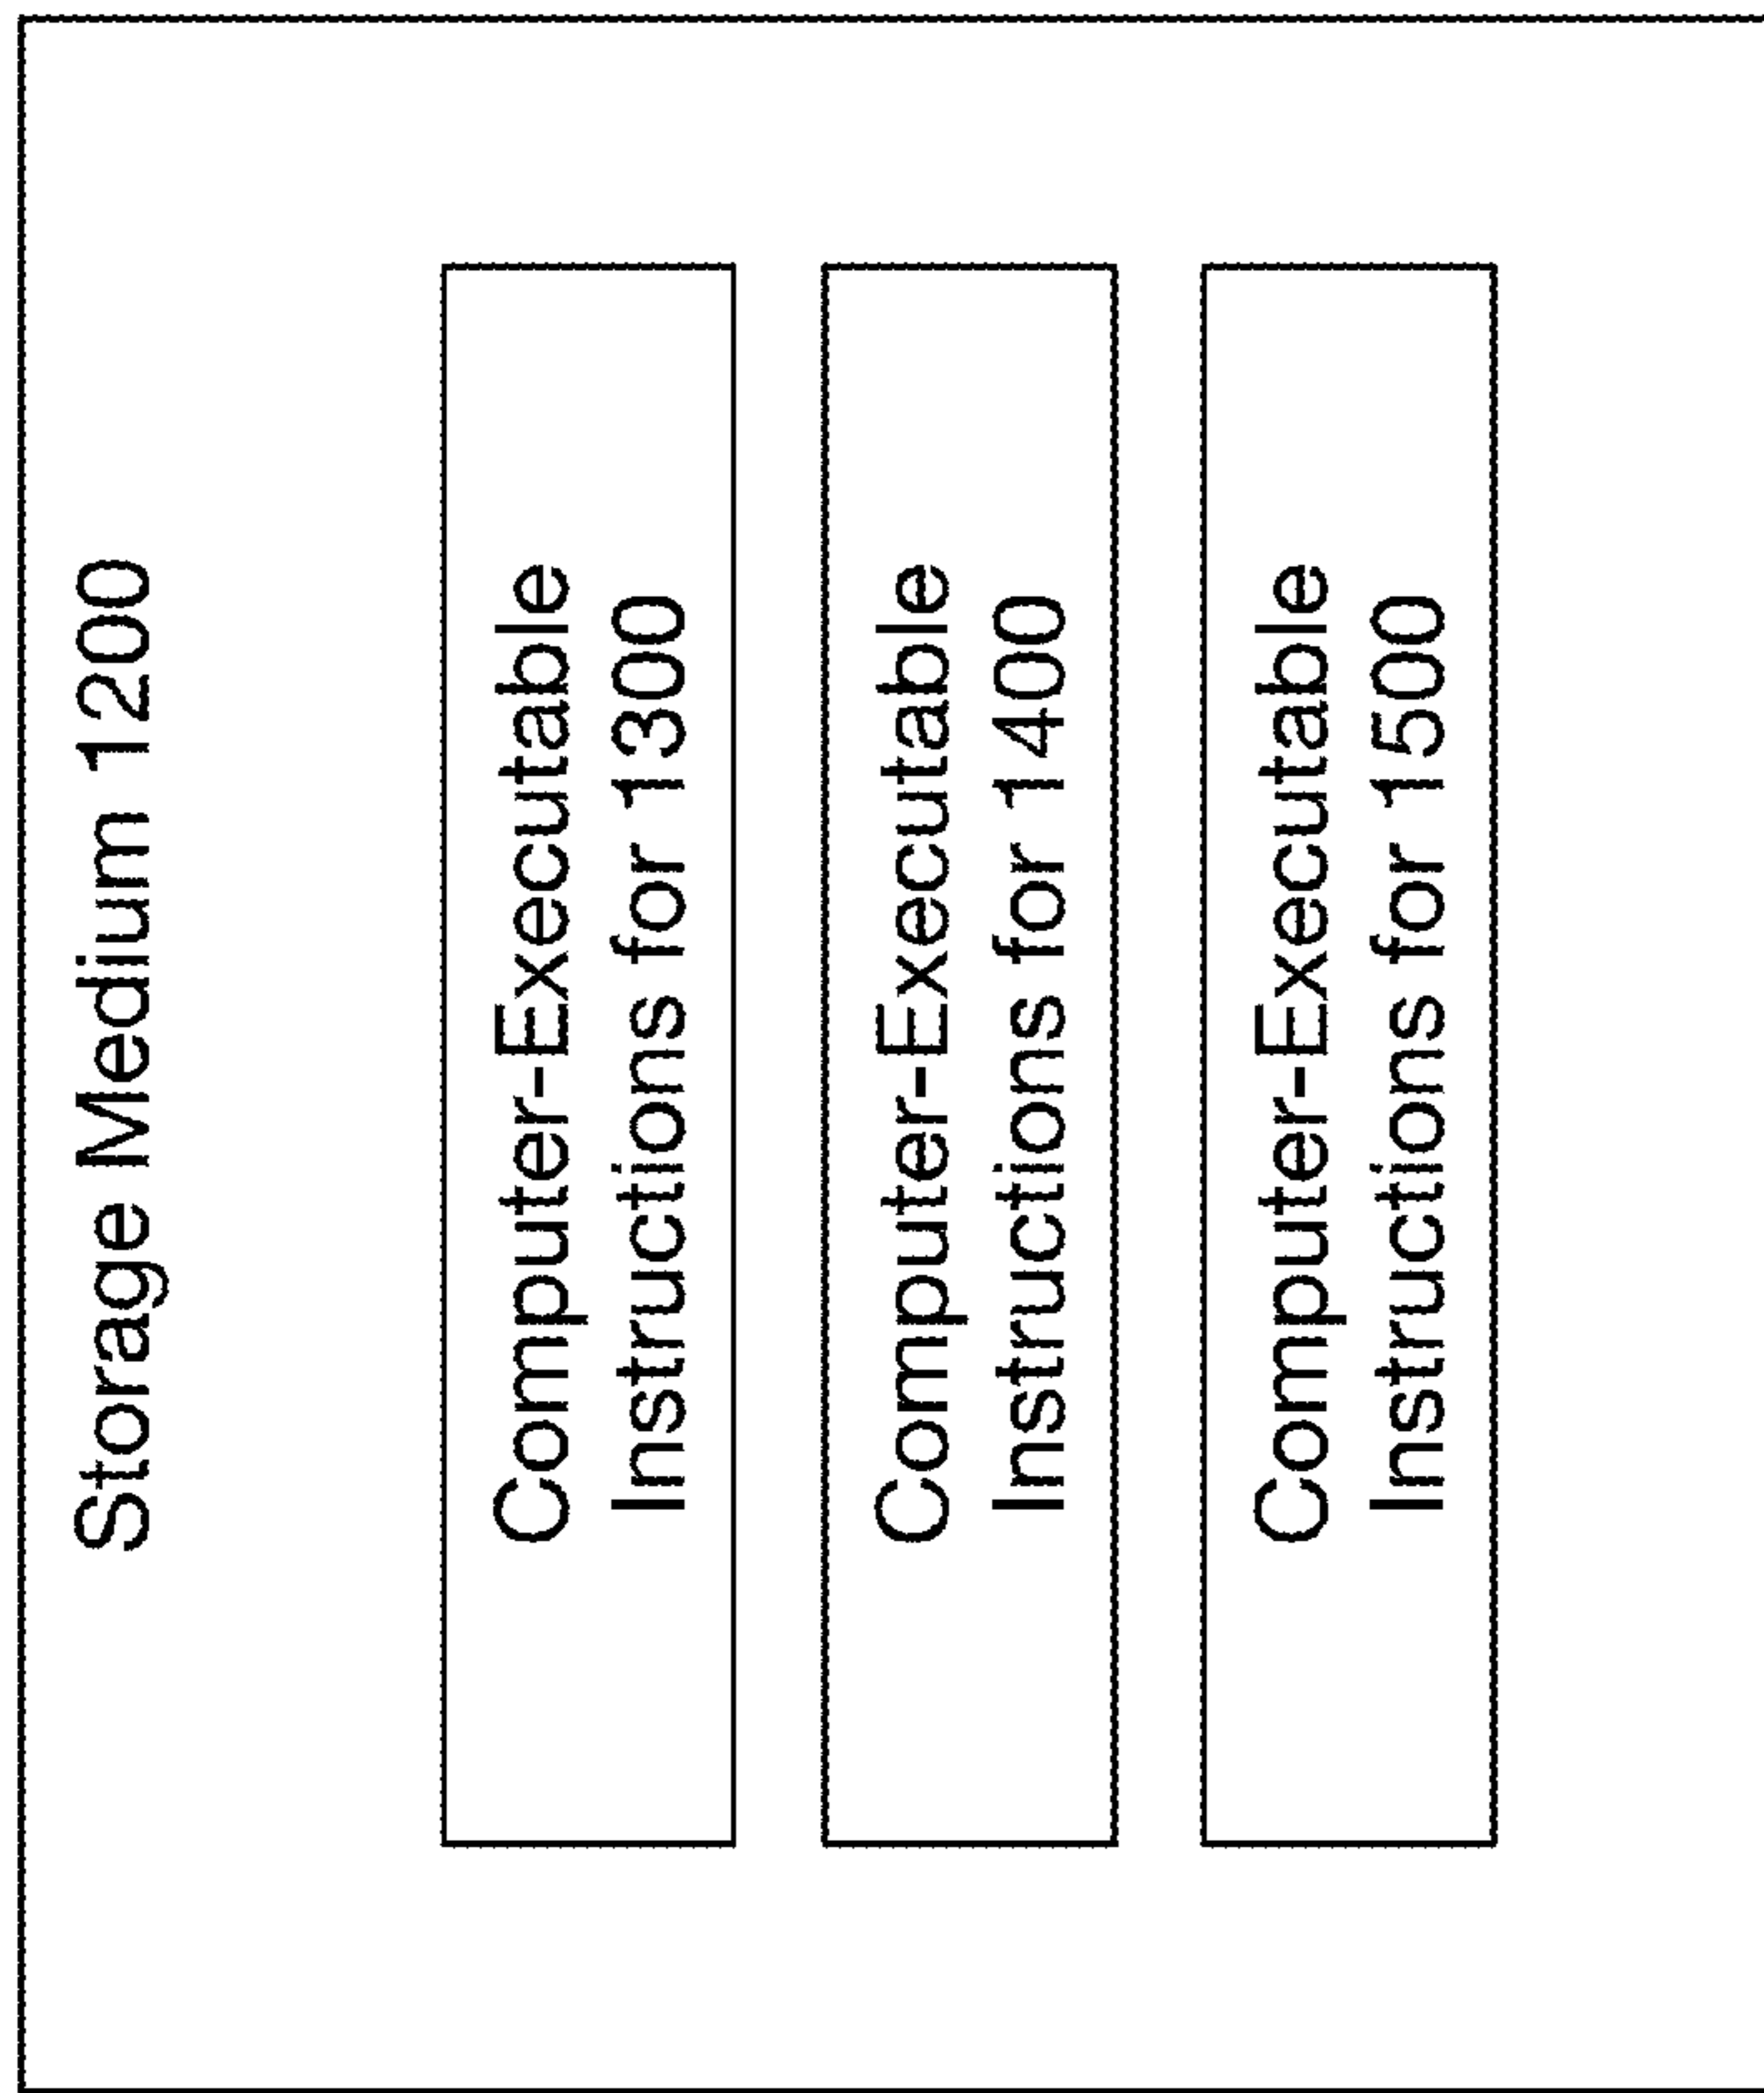 Storage Medium 1200
Computer-Executable
Instructions for 1300
Computer-Executable
Instructions for 1400
Computer-Executable
Instructions for 1500